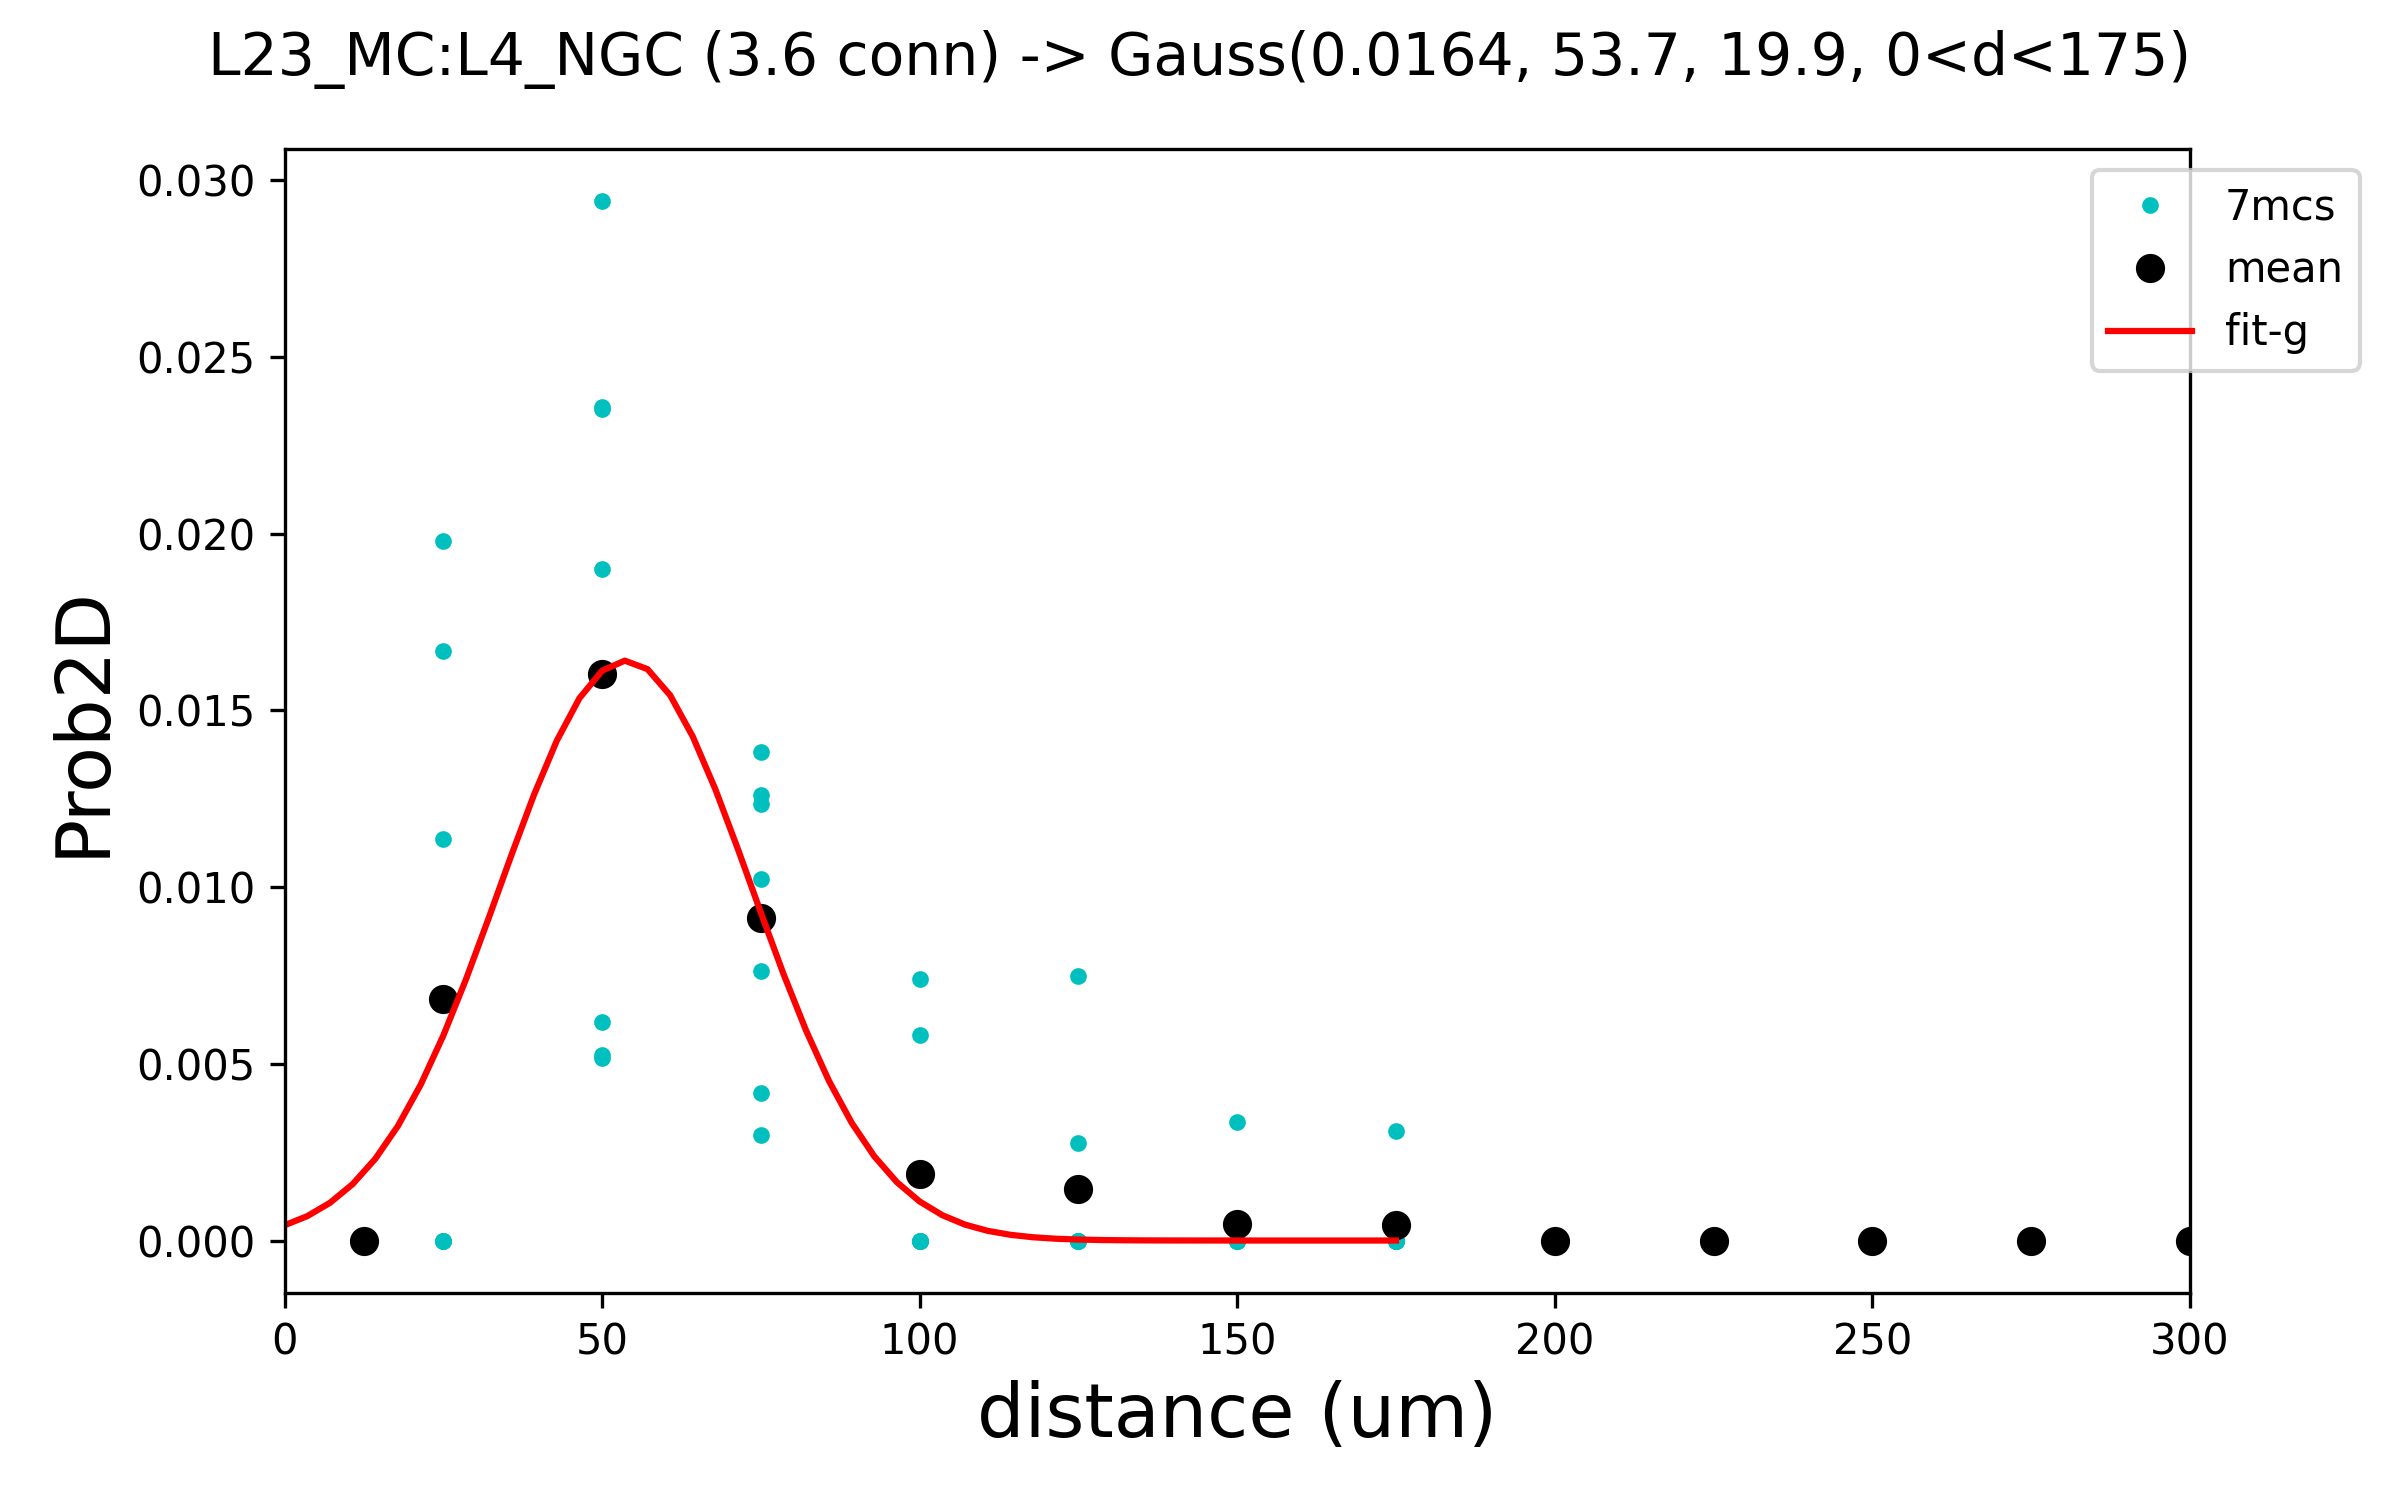 L23_MC:L4_NGC (3.6 conn) -> Gauss(0.0164, 53.7, 19.9, 0<d<175)
7mcs
mean
fit-g
0.030
0.025
0.020
0.015
0.010
0.005
0.000
Prob2D
0 50 100 150 200 250 300
distance (um)